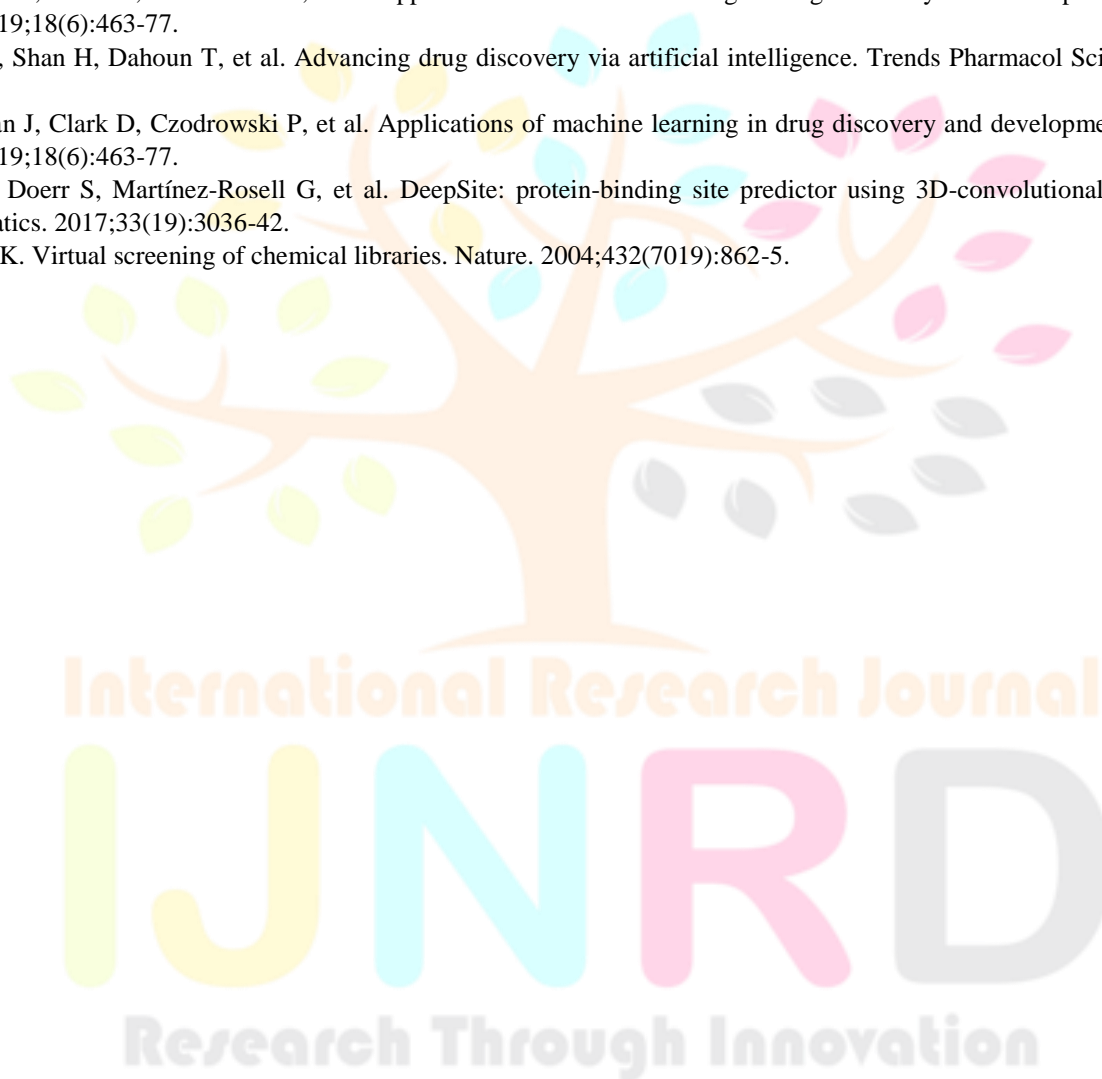 19;18(6):463-77.
, Shan H, Dahoun T, et al. Advancing drug discovery via artificial intelligence. Trends Pharmacol Sci
an J, Clark D, Czodrowski P, et al. Applications of machine learning in drug discovery and developme
19;18(6):463-77.
Doerr S, Martínez-Rosell G, et al. DeepSite: protein-binding site predictor using 3D-convolutional
atics. 2017;33(19):3036-42.
K. Virtual screening of chemical libraries. Nature. 2004;432(7019):862-5.
International Research Journal
IJNRD
Research Through Innovation